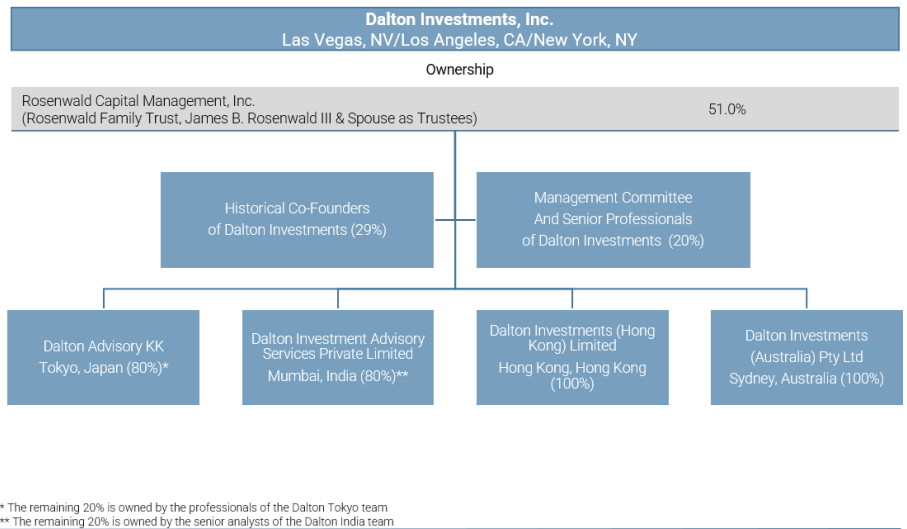 Dalton Investments, Inc.
Las Vegas, NV/Los Angeles, CA/New York, NY
Ownership
Rosenwald Capital Management, Inc.
(Rosenwald Family Trust, James B. Rosenwald III & Spouse as Trustees)
51.0%
Historical Co-Founders
of Dalton Investments (29%)
Management Committee
And Senior Professionals
of Dalton Investments (20%)
Dalton Advisory KK
Tokyo, Japan (80%)*
Dalton Investment Advisory
Services Private Limited
Mumbai, India (80%)**
Dalton Investments (Hong
Kong) Limited
Hong Kong, Hong Kong
(100%)
Dalton Investments
(Australia) Pty Ltd
Sydney, Australia (100%)
* The remaining 20% is owned by the professionals of the Dalton Tokyo team
** The remaining 20% is owned by the senior analysts of the Dalton India team